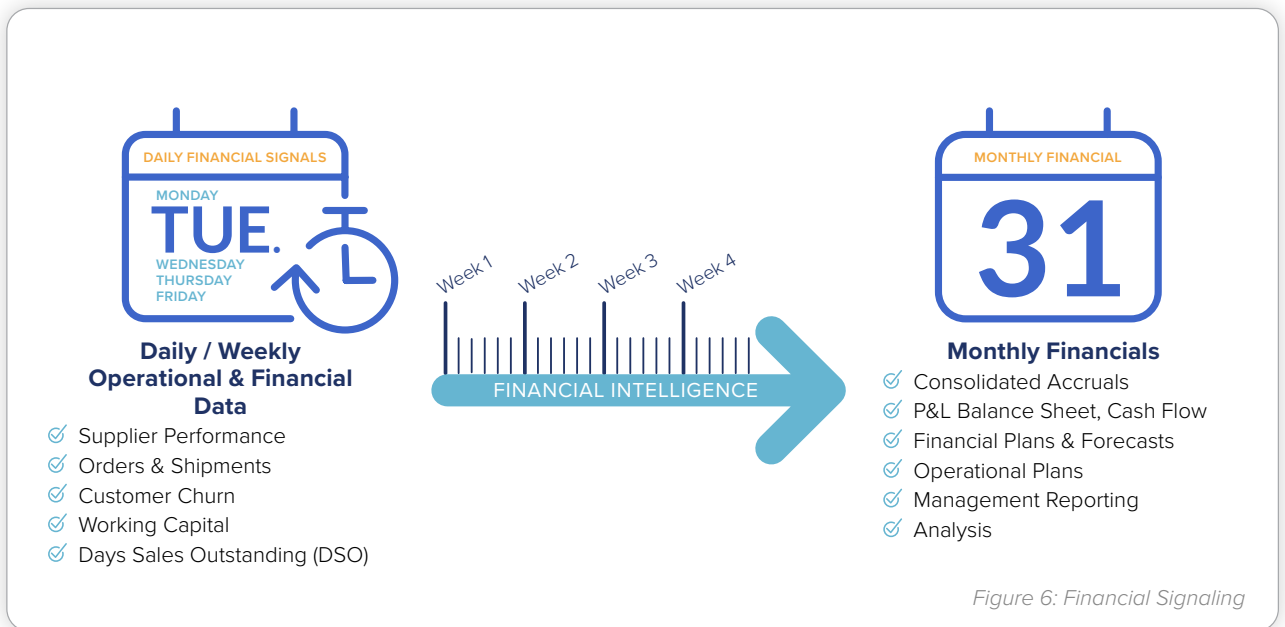 DAILY FINANCIAL SIGNALS
MONDAY
TUE.
WEDNESDAY
THURSDAY
FRIDAY
Daily / Weekly
Operational & Financial
Data
Supplier Performance
Orders & Shipments
Customer Churn
Working Capital
Days Sales Outstanding (DSO)
Week 1
Week 2
Week 3
Week 4
FINANCIAL INTELLIGENCE
MONTHLY FINANCIAL
31
Monthly Financials
Consolidated Accruals
P&L Balance Sheet, Cash Flow
Financial Plans & Forecasts
Operational Plans
Management Reporting
Analysis
Figure 6: Financial Signaling